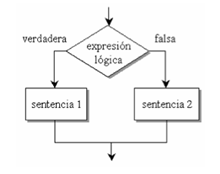 verdadera
falsa
expresión
lógica
sentencia 1
sentencia 2